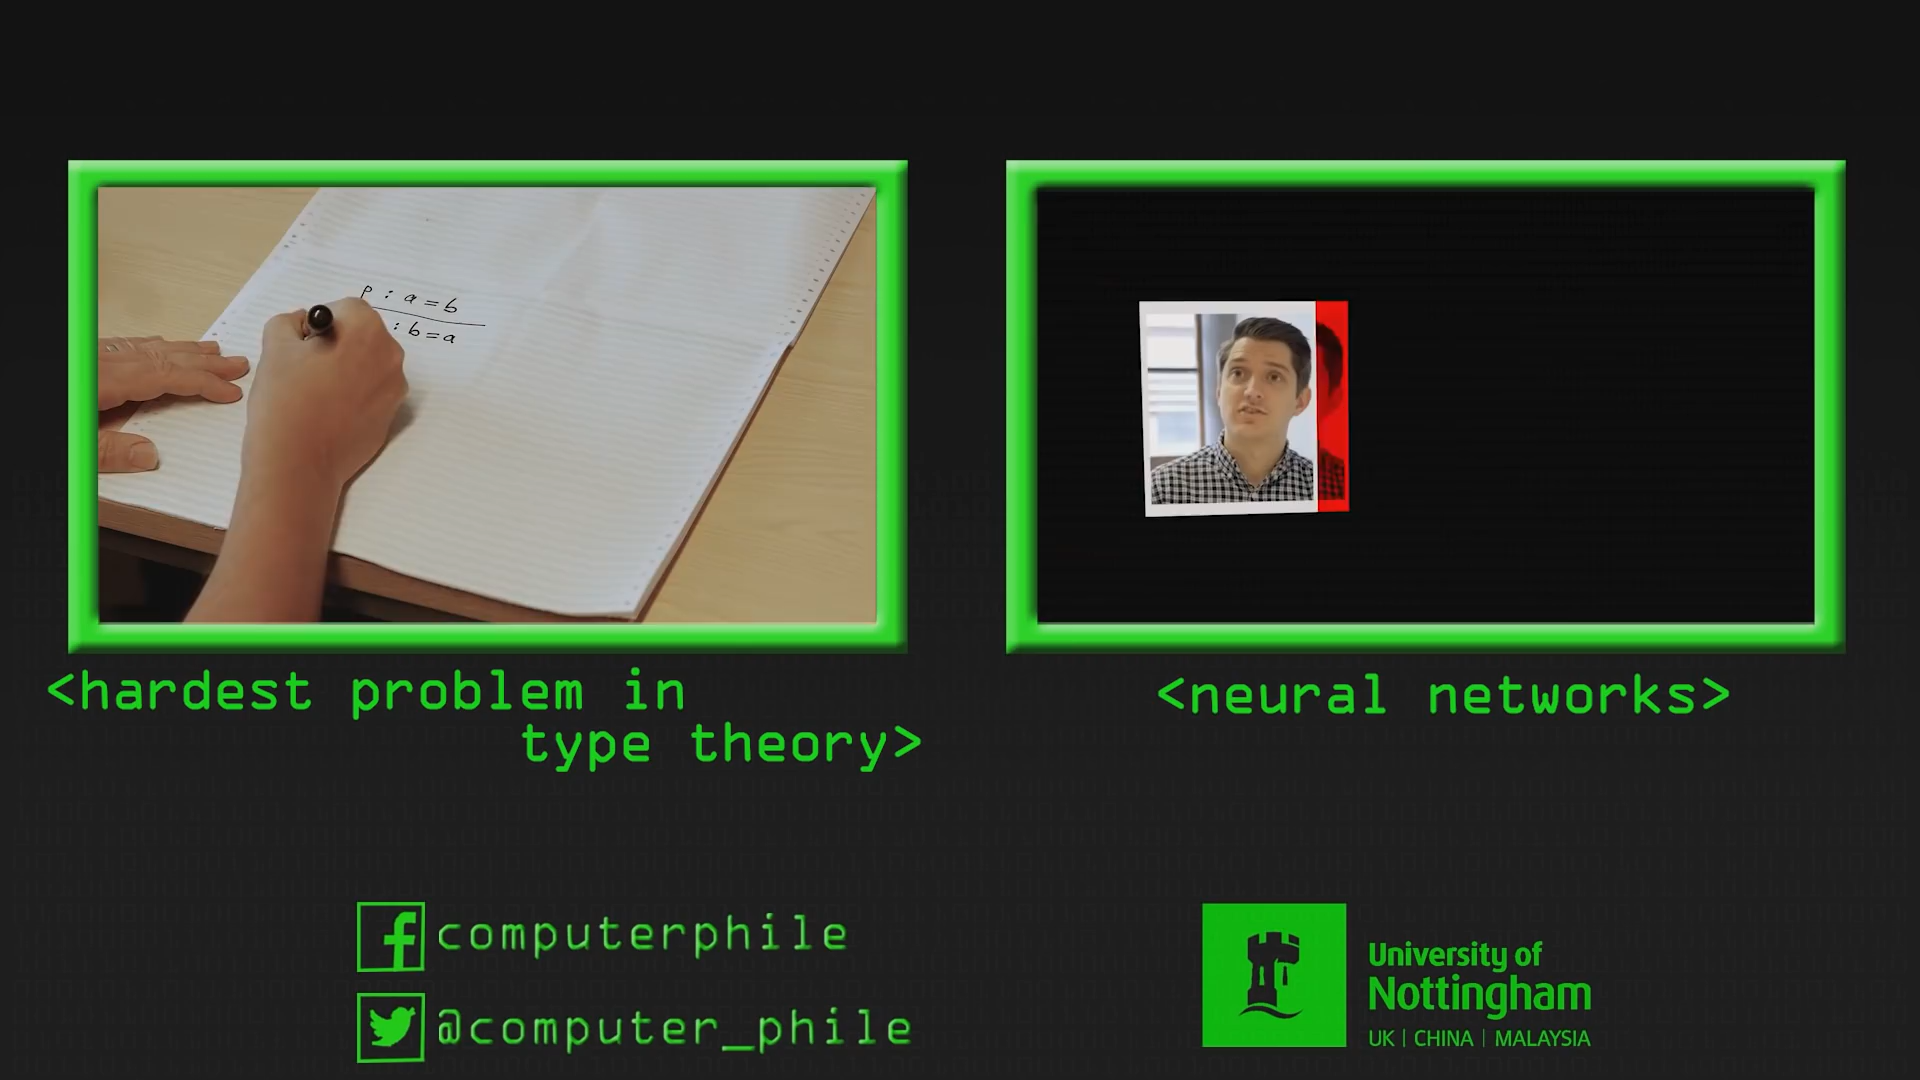 p : a = b
: b = a
<hardest problem in
type theory>
<neural networks>
computerphile
@computer_phile
University of
Nottingham
UK | CHINA | MALAYSIA